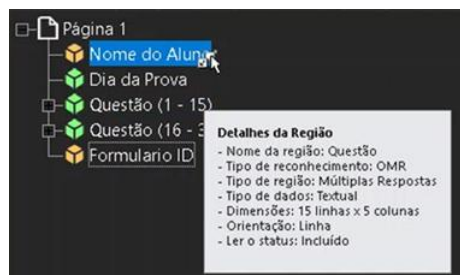 Página 1
Nome do Aluno
Dia da Prova
Questão (1 - 15)
Questão (16 - 3
Formulario ID
Detalhes da Região
- Nome da região: Questão
- Tipo de reconhecimento: OMR
- Tipo de região: Múltiplas Respostas
- Tipo de dados: Textual
- Dimensões: 15 linhas x 5 colunas
- Orientação: Linha
- Ler o status: Incluído